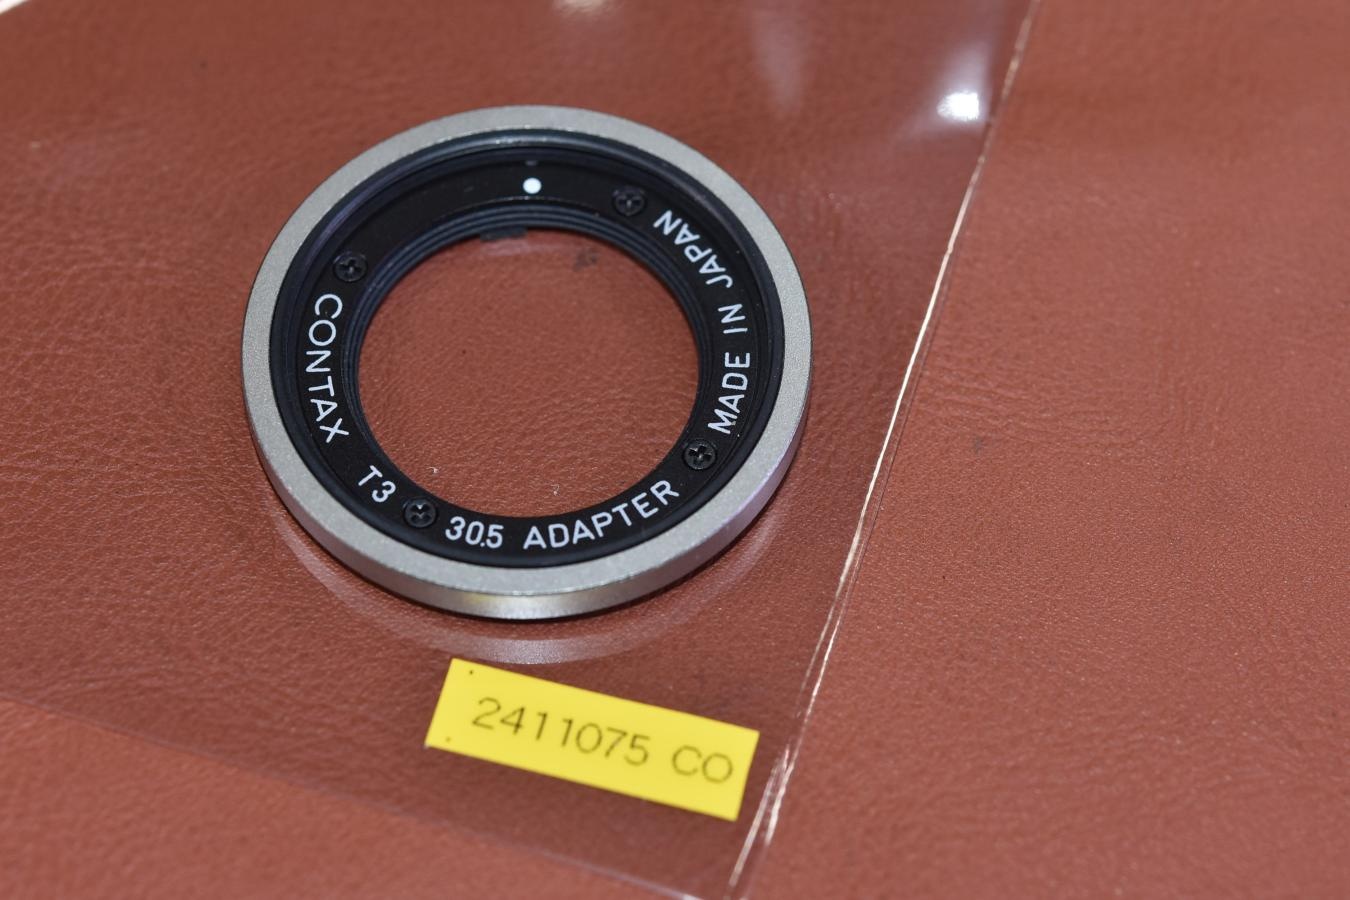 CONTAX T3 30.5 ADAPTER MADE IN JAPAN
2411075 CO